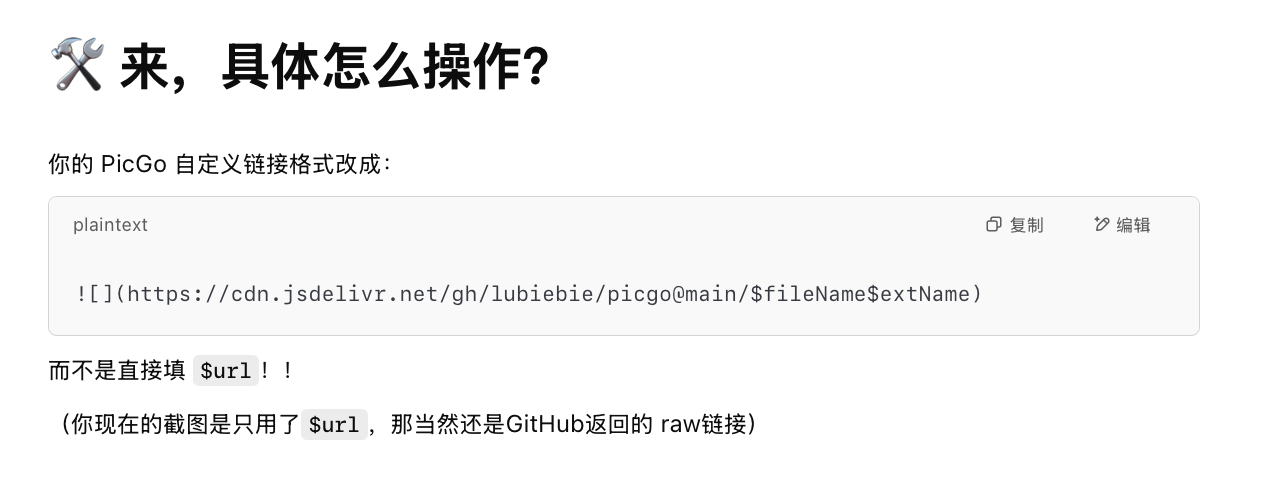 🛠️ 来，具体怎么操作？
你的 PicGo 自定义链接格式改成：
plaintext 复制 编辑
![](https://cdn.jsdelivr.net/gh/lubiebie/picgo@main/$fileName$extName)
而不是直接填 $url！！
（你现在的截图是只用了 $url，那当然还是GitHub返回的 raw链接）